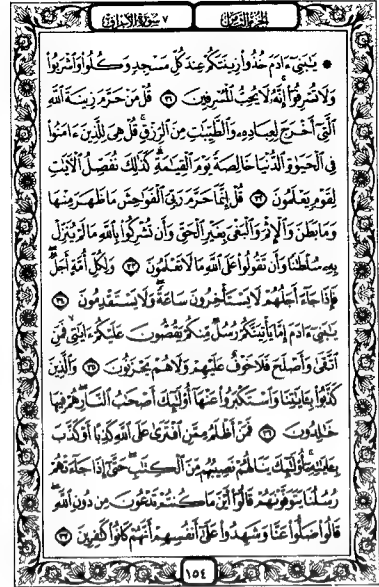 الجزء الثامن ٧ سورة الأعراف
۞ يَـٰبَنِىٓ ءَادَمَ خُذُوا۟ زِينَتَكُمْ عِندَ كُلِّ مَسْجِدٍ وَكُلُوا۟ وَٱشْرَبُوا۟
وَلَا تُسْرِفُوٓا۟ ۚ إِنَّهُۥ لَا يُحِبُّ ٱلْمُسْرِفِينَ ٣١ قُلْ مَنْ حَرَّمَ زِينَةَ ٱللَّهِ
ٱلَّتِىٓ أَخْرَجَ لِعِبَادِهِۦ وَٱلطَّيِّبَـٰتِ مِنَ ٱلرِّزْقِ ۚ قُلْ هِىَ لِلَّذِينَ ءَامَنُوا۟
فِى ٱلْحَيَوٰةِ ٱلدُّنْيَا خَالِصَةً يَوْمَ ٱلْقِيَـٰمَةِ ۗ كَذَٰلِكَ نُفَصِّلُ ٱلْـَٔايَـٰتِ
لِقَوْمٍ يَعْلَمُونَ ٣٢ قُلْ إِنَّمَا حَرَّمَ رَبِّىَ ٱلْفَوَٰحِشَ مَا ظَهَرَ مِنْهَا
وَمَا بَطَنَ وَٱلْإِثْمَ وَٱلْبَغْىَ بِغَيْرِ ٱلْحَقِّ وَأَن تُشْرِكُوا۟ بِٱللَّهِ مَا لَمْ يُنَزِّلْ
بِهِۦ سُلْطَـٰنًا وَأَن تَقُولُوا۟ عَلَى ٱللَّهِ مَا لَا تَعْلَمُونَ ٣٣ وَلِكُلِّ أُمَّةٍ أَجَلٌ ۖ
فَإِذَا جَآءَ أَجَلُهُمْ لَا يَسْتَأْخِرُونَ سَاعَةً ۖ وَلَا يَسْتَقْدِمُونَ ٣٤
يَـٰبَنِىٓ ءَادَمَ إِمَّا يَأْتِيَنَّكُمْ رُسُلٌ مِّنكُمْ يَقُصُّونَ عَلَيْكُمْ ءَايَـٰتِى ۙ فَمَنِ
ٱتَّقَىٰ وَأَصْلَحَ فَلَا خَوْفٌ عَلَيْهِمْ وَلَا هُمْ يَحْزَنُونَ ٣٥ وَٱلَّذِينَ
كَذَّبُوا۟ بِـَٔايَـٰتِنَا وَٱسْتَكْبَرُوا۟ عَنْهَآ أُو۟لَـٰٓئِكَ أَصْحَـٰبُ ٱلنَّارِ ۖ هُمْ فِيهَا
خَـٰلِدُونَ ٣٦ فَمَنْ أَظْلَمُ مِمَّنِ ٱفْتَرَىٰ عَلَى ٱللَّهِ كَذِبًا أَوْ كَذَّبَ
بِـَٔايَـٰتِهِۦٓ ۚ أُو۟لَـٰٓئِكَ يَنَالُهُمْ نَصِيبُهُم مِّنَ ٱلْكِتَـٰبِ ۖ حَتَّىٰٓ إِذَا جَآءَتْهُمْ
رُسُلُنَا يَتَوَفَّوْنَهُمْ قَالُوٓا۟ أَيْنَ مَا كُنتُمْ تَدْعُونَ مِن دُونِ ٱللَّهِ ۖ
قَالُوا۟ ضَلُّوا۟ عَنَّا وَشَهِدُوا۟ عَلَىٰٓ أَنفُسِهِمْ أَنَّهُمْ كَانُوا۟ كَـٰفِرِينَ ٣٧
١٥٤